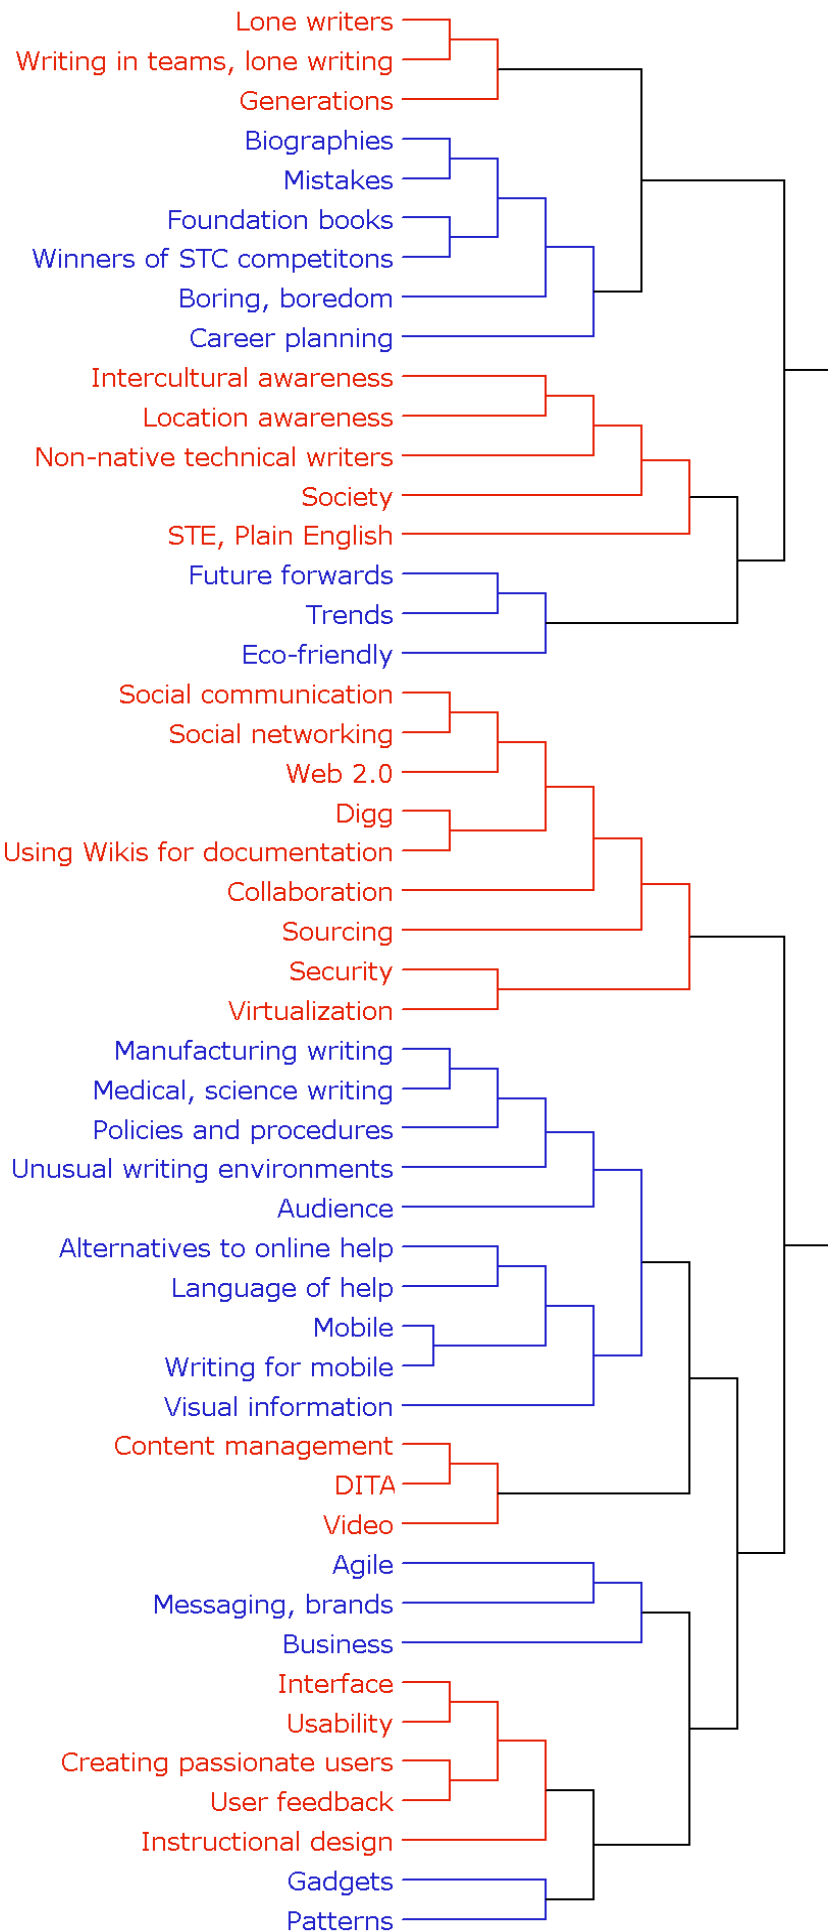 Lone writers
Writing in teams, lone writing
Generations
Biographies
Mistakes
Foundation books
Winners of STC competitons
Boring, boredom
Career planning
Intercultural awareness
Location awareness
Non-native technical writers
Society
STE, Plain English
Future forwards
Trends
Eco-friendly
Social communication
Social networking
Web 2.0
Digg
Using Wikis for documentation
Collaboration
Sourcing
Security
Virtualization
Manufacturing writing
Medical, science writing
Policies and procedures
Unusual writing environments
Audience
Alternatives to online help
Language of help
Mobile
Writing for mobile
Visual information
Content management
DITA
Video
Agile
Messaging, brands
Business
Interface
Usability
Creating passionate users
User feedback
Instructional design
Gadgets
Patterns